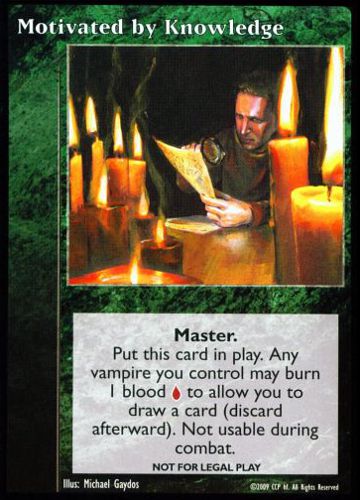 Motivated by Knowledge
Master.
Put this card in play. Any
vampire you control may burn
1 blood to allow you to
draw a card (discard
afterward). Not usable during
combat.
NOT FOR LEGAL PLAY
Illus: Michael Gaydos
©2009 CCP hf. All Rights Reserved